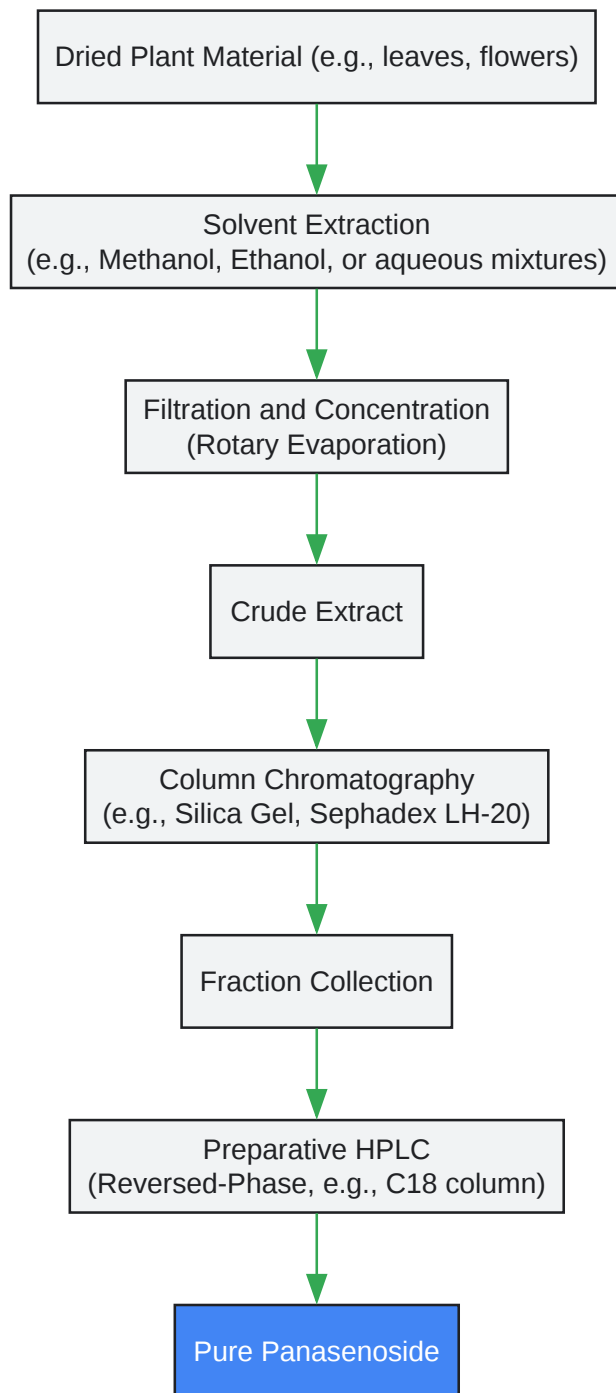 Dried Plant Material (e.g., leaves, flowers)
Solvent Extraction
(e.g., Methanol, Ethanol, or aqueous mixtures)
Filtration and Concentration
(Rotary Evaporation)
Crude Extract
Column Chromatography
(e.g., Silica Gel, Sephadex LH-20)
Fraction Collection
Preparative HPLC
(Reversed-Phase, e.g., C18 column)
Pure Panasenoside